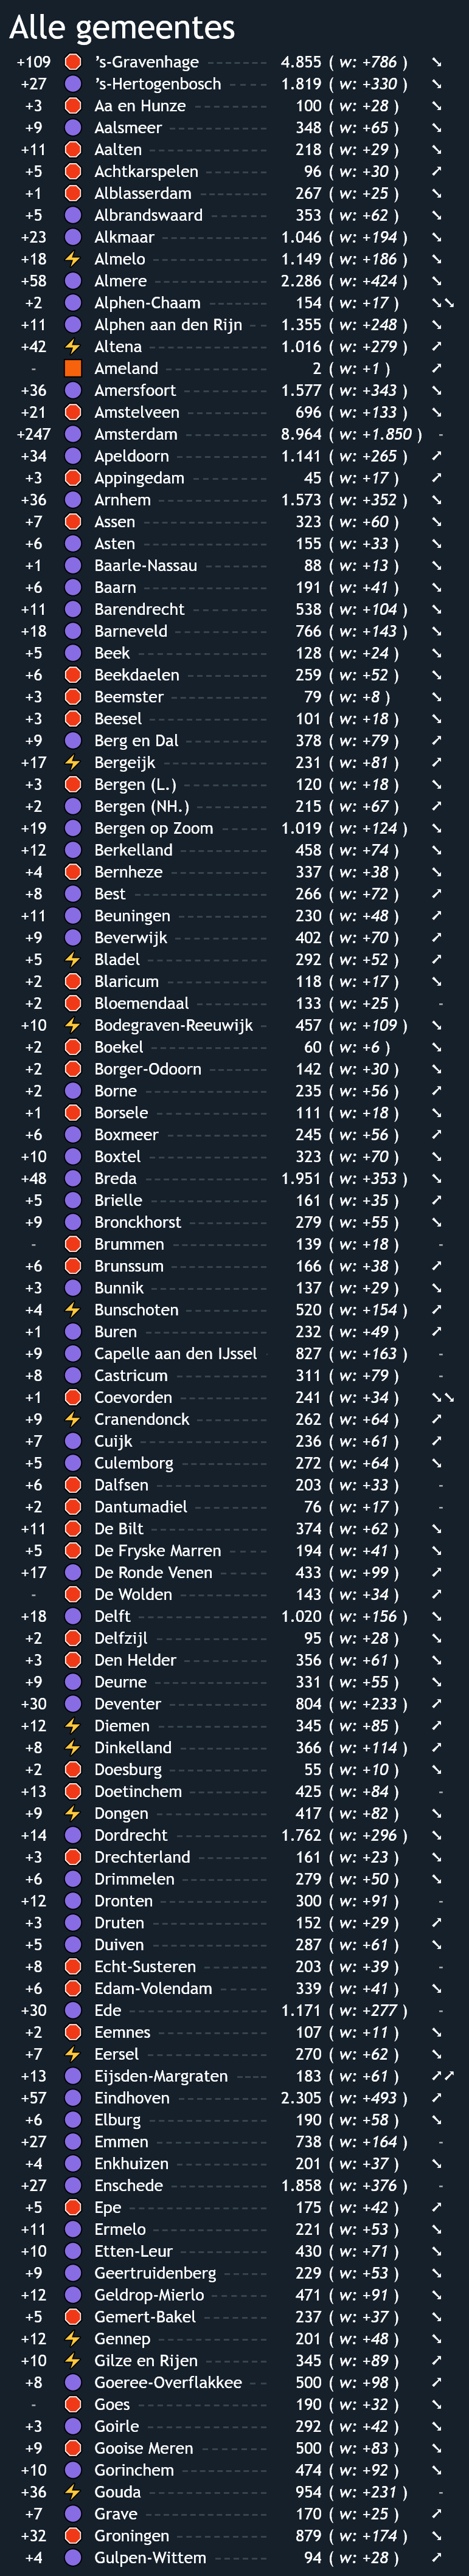 Alle gemeentes
+109 's-Gravenhage 4.855 ( w: +786 ) ↘
+27 's-Hertogenbosch 1.819 ( w: +330 ) ↘
+3 Aa en Hunze 100 ( w: +28 ) ↘
+9 Aalsmeer 348 ( w: +65 ) ↘
+11 Aalten 218 ( w: +29 ) ↘
+5 Achtkarspelen 96 ( w: +30 ) ↗
+1 Alblasserdam 267 ( w: +25 ) ↘
+5 Albrandswaard 353 ( w: +62 ) ↘
+23 Alkmaar 1.046 ( w: +194 ) ↘
+18 Almelo 1.149 ( w: +186 ) ↘
+58 Almere 2.286 ( w: +424 ) ↘
+2 Alphen-Chaam 154 ( w: +17 ) ↘↘
+11 Alphen aan den Rijn 1.355 ( w: +248 ) ↘
+42 Altena 1.016 ( w: +279 ) ↗
- Ameland 2 ( w: +1 ) ↗
+36 Amersfoort 1.577 ( w: +343 ) ↘
+21 Amstelveen 696 ( w: +133 ) ↘
+247 Amsterdam 8.964 ( w: +1.850 ) -
+34 Apeldoorn 1.141 ( w: +265 ) ↗
+3 Appingedam 45 ( w: +17 ) ↗
+36 Arnhem 1.573 ( w: +352 ) ↘
+7 Assen 323 ( w: +60 ) ↘
+6 Asten 155 ( w: +33 ) ↘
+1 Baarle-Nassau 88 ( w: +13 ) ↘
+6 Baarn 191 ( w: +41 ) ↘
+11 Barendrecht 538 ( w: +104 ) ↘
+18 Barneveld 766 ( w: +143 ) ↘
+5 Beek 128 ( w: +24 ) ↘
+6 Beekdaelen 259 ( w: +52 ) ↘
+3 Beemster 79 ( w: +8 ) ↘
+3 Beesel 101 ( w: +18 ) ↘
+9 Berg en Dal 378 ( w: +79 ) ↗
+17 Bergeijk 231 ( w: +81 ) ↗
+3 Bergen (L.) 120 ( w: +18 ) ↘
+2 Bergen (NH.) 215 ( w: +67 ) ↗
+19 Bergen op Zoom 1.019 ( w: +124 ) ↘
+12 Berkelland 458 ( w: +74 ) ↘
+4 Bernheze 337 ( w: +38 ) ↘
+8 Best 266 ( w: +72 ) ↗
+11 Beuningen 230 ( w: +48 ) ↗
+9 Beverwijk 402 ( w: +70 ) ↗
+5 Bladel 292 ( w: +52 ) ↗
+2 Blaricum 118 ( w: +17 ) ↘
+2 Bloemendaal 133 ( w: +25 ) -
+10 Bodegraven-Reeuwijk 457 ( w: +109 ) ↘
+2 Boekel 60 ( w: +6 ) ↘
+2 Borger-Odoorn 142 ( w: +30 ) ↘
+2 Borne 235 ( w: +56 ) ↗
+1 Borsele 111 ( w: +18 ) ↘
+6 Boxmeer 245 ( w: +56 ) ↗
+10 Boxtel 323 ( w: +70 ) ↘
+48 Breda 1.951 ( w: +353 ) ↘
+5 Brielle 161 ( w: +35 ) ↗
+9 Bronckhorst 279 ( w: +55 ) ↘
- Brummen 139 ( w: +18 ) -
+6 Brunssum 166 ( w: +38 ) ↗
+3 Bunnik 137 ( w: +29 ) ↘
+4 Bunschoten 520 ( w: +154 ) ↗
+1 Buren 232 ( w: +49 ) ↗
+9 Capelle aan den IJssel 827 ( w: +163 ) -
+8 Castricum 311 ( w: +79 ) -
+1 Coevorden 241 ( w: +34 ) ↘↘
+9 Cranendonck 262 ( w: +64 ) ↗
+7 Cuijk 236 ( w: +61 ) ↗
+5 Culemborg 272 ( w: +64 ) ↘
+6 Dalfsen 203 ( w: +33 ) -
+2 Dantumadiel 76 ( w: +17 ) -
+11 De Bilt 374 ( w: +62 ) ↘
+5 De Fryske Marren 194 ( w: +41 ) ↘
+17 De Ronde Venen 433 ( w: +99 ) ↗
- De Wolden 143 ( w: +34 ) ↗
+18 Delft 1.020 ( w: +156 ) ↘
+2 Delfzijl 95 ( w: +28 ) ↘
+3 Den Helder 356 ( w: +61 ) ↘
+9 Deurne 331 ( w: +55 ) ↘
+30 Deventer 804 ( w: +233 ) ↗
+12 Diemen 345 ( w: +85 ) ↗
+8 Dinkelland 366 ( w: +114 ) ↗
+2 Doesburg 55 ( w: +10 ) ↘
+13 Doetinchem 425 ( w: +84 ) -
+9 Dongen 417 ( w: +82 ) ↘
+14 Dordrecht 1.762 ( w: +296 ) ↘
+3 Drechterland 161 ( w: +23 ) ↘
+6 Drimmelen 279 ( w: +50 ) ↘
+12 Dronten 300 ( w: +91 ) -
+3 Druten 152 ( w: +29 ) ↗
+5 Duiven 287 ( w: +61 ) ↘
+8 Echt-Susteren 203 ( w: +39 ) -
+6 Edam-Volendam 339 ( w: +41 ) ↘
+30 Ede 1.171 ( w: +277 ) -
+2 Eemnes 107 ( w: +11 ) ↘
+7 Eersel 270 ( w: +62 ) ↘
+13 Eijsden-Margraten 183 ( w: +61 ) ↗↗
+57 Eindhoven 2.305 ( w: +493 ) ↗
+6 Elburg 190 ( w: +58 ) ↘
+27 Emmen 738 ( w: +164 ) -
+4 Enkhuizen 201 ( w: +37 ) ↘
+27 Enschede 1.858 ( w: +376 ) -
+5 Epe 175 ( w: +42 ) ↗
+11 Ermelo 221 ( w: +53 ) ↘
+10 Etten-Leur 430 ( w: +71 ) ↘
+9 Geertruidenberg 229 ( w: +53 ) ↘
+12 Geldrop-Mierlo 471 ( w: +91 ) ↘
+5 Gemert-Bakel 237 ( w: +37 ) ↘
+12 Gennep 201 ( w: +48 ) ↘
+10 Gilze en Rijen 345 ( w: +89 ) ↗
+8 Goeree-Overflakkee 500 ( w: +98 ) ↗
- Goes 190 ( w: +32 ) ↘
+3 Goirle 292 ( w: +42 ) ↘
+9 Gooise Meren 500 ( w: +83 ) ↘
+10 Gorinchem 474 ( w: +92 ) ↘
+36 Gouda 954 ( w: +231 ) -
+7 Grave 170 ( w: +25 ) ↗
+32 Groningen 879 ( w: +174 ) ↘
+4 Gulpen-Wittem 94 ( w: +28 ) ↗